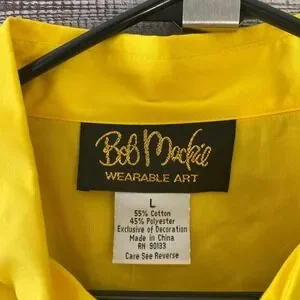 Bob Mackie
WEARABLE ART
L
55% Cotton
45% Polyester
Exclusive of Decoration
Made in China
RN 90133
Care See Reverse